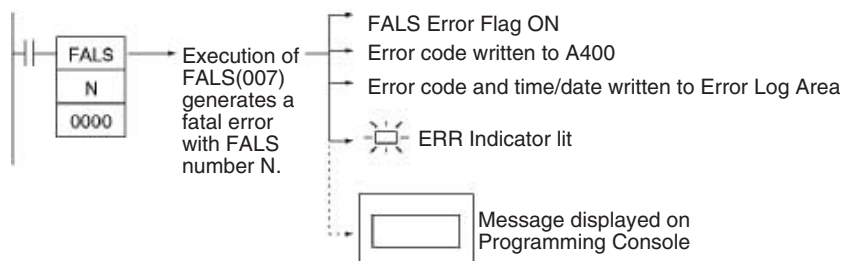 FALS
N
0000
Execution of
FALS(007)
generates a
fatal error
with FALS
number N.
FALS Error Flag ON
Error code written to A400
Error code and time/date written to Error Log Area
ERR Indicator lit
Message displayed on
Programming Console